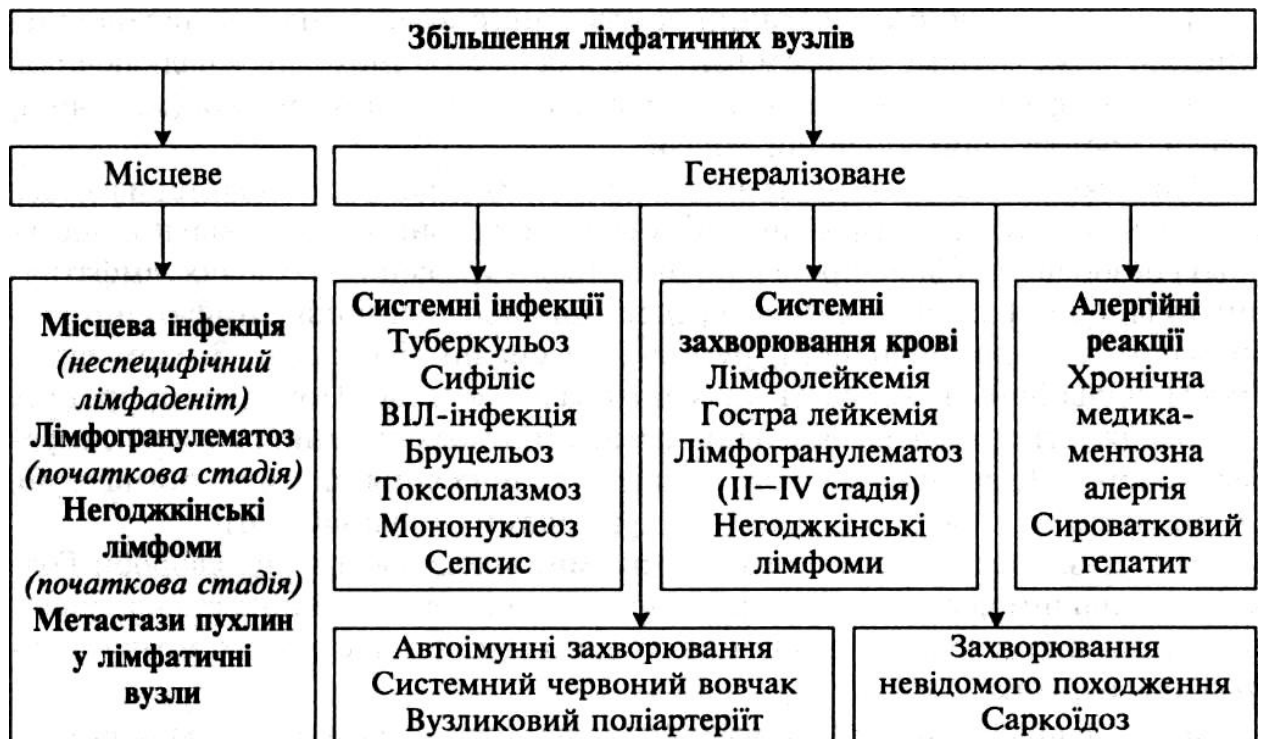 Збільшення лімфатичних вузлів
Місцеве
Генералізоване
Місцева інфекція
(неспецифічний
лімфаденіт)
Лімфогранулематоз
(початкова стадія)
Негоджкінські
лімфоми
(початкова стадія)
Метастази пухлин
у лімфатичні
вузли
Системні інфекції
Туберкульоз
Сифіліс
ВІЛ-інфекція
Бруцельоз
Токсоплазмоз
Мононуклеоз
Сепсис
Системні
захворювання крові
Лімфолейкемія
Гостра лейкемія
Лімфогранулематоз
(II—IV стадія)
Негоджкінські
лімфоми
Алергійні
реакції
Хронічна
медика-
ментозна
алергія
Сироватковий
гепатит
Автоімунні захворювання
Системний червоний вовчак
Вузликовий поліартеріїт
Захворювання
невідомого походження
Саркоїдоз